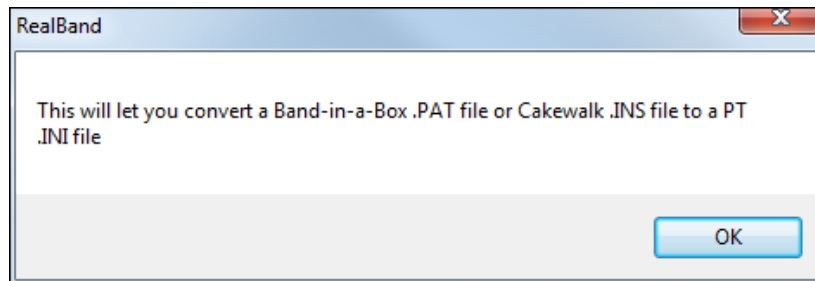 RealBand
This will let you convert a Band-in-a-Box .PAT file or Cakewalk .INS file to a PT
.INI file
OK